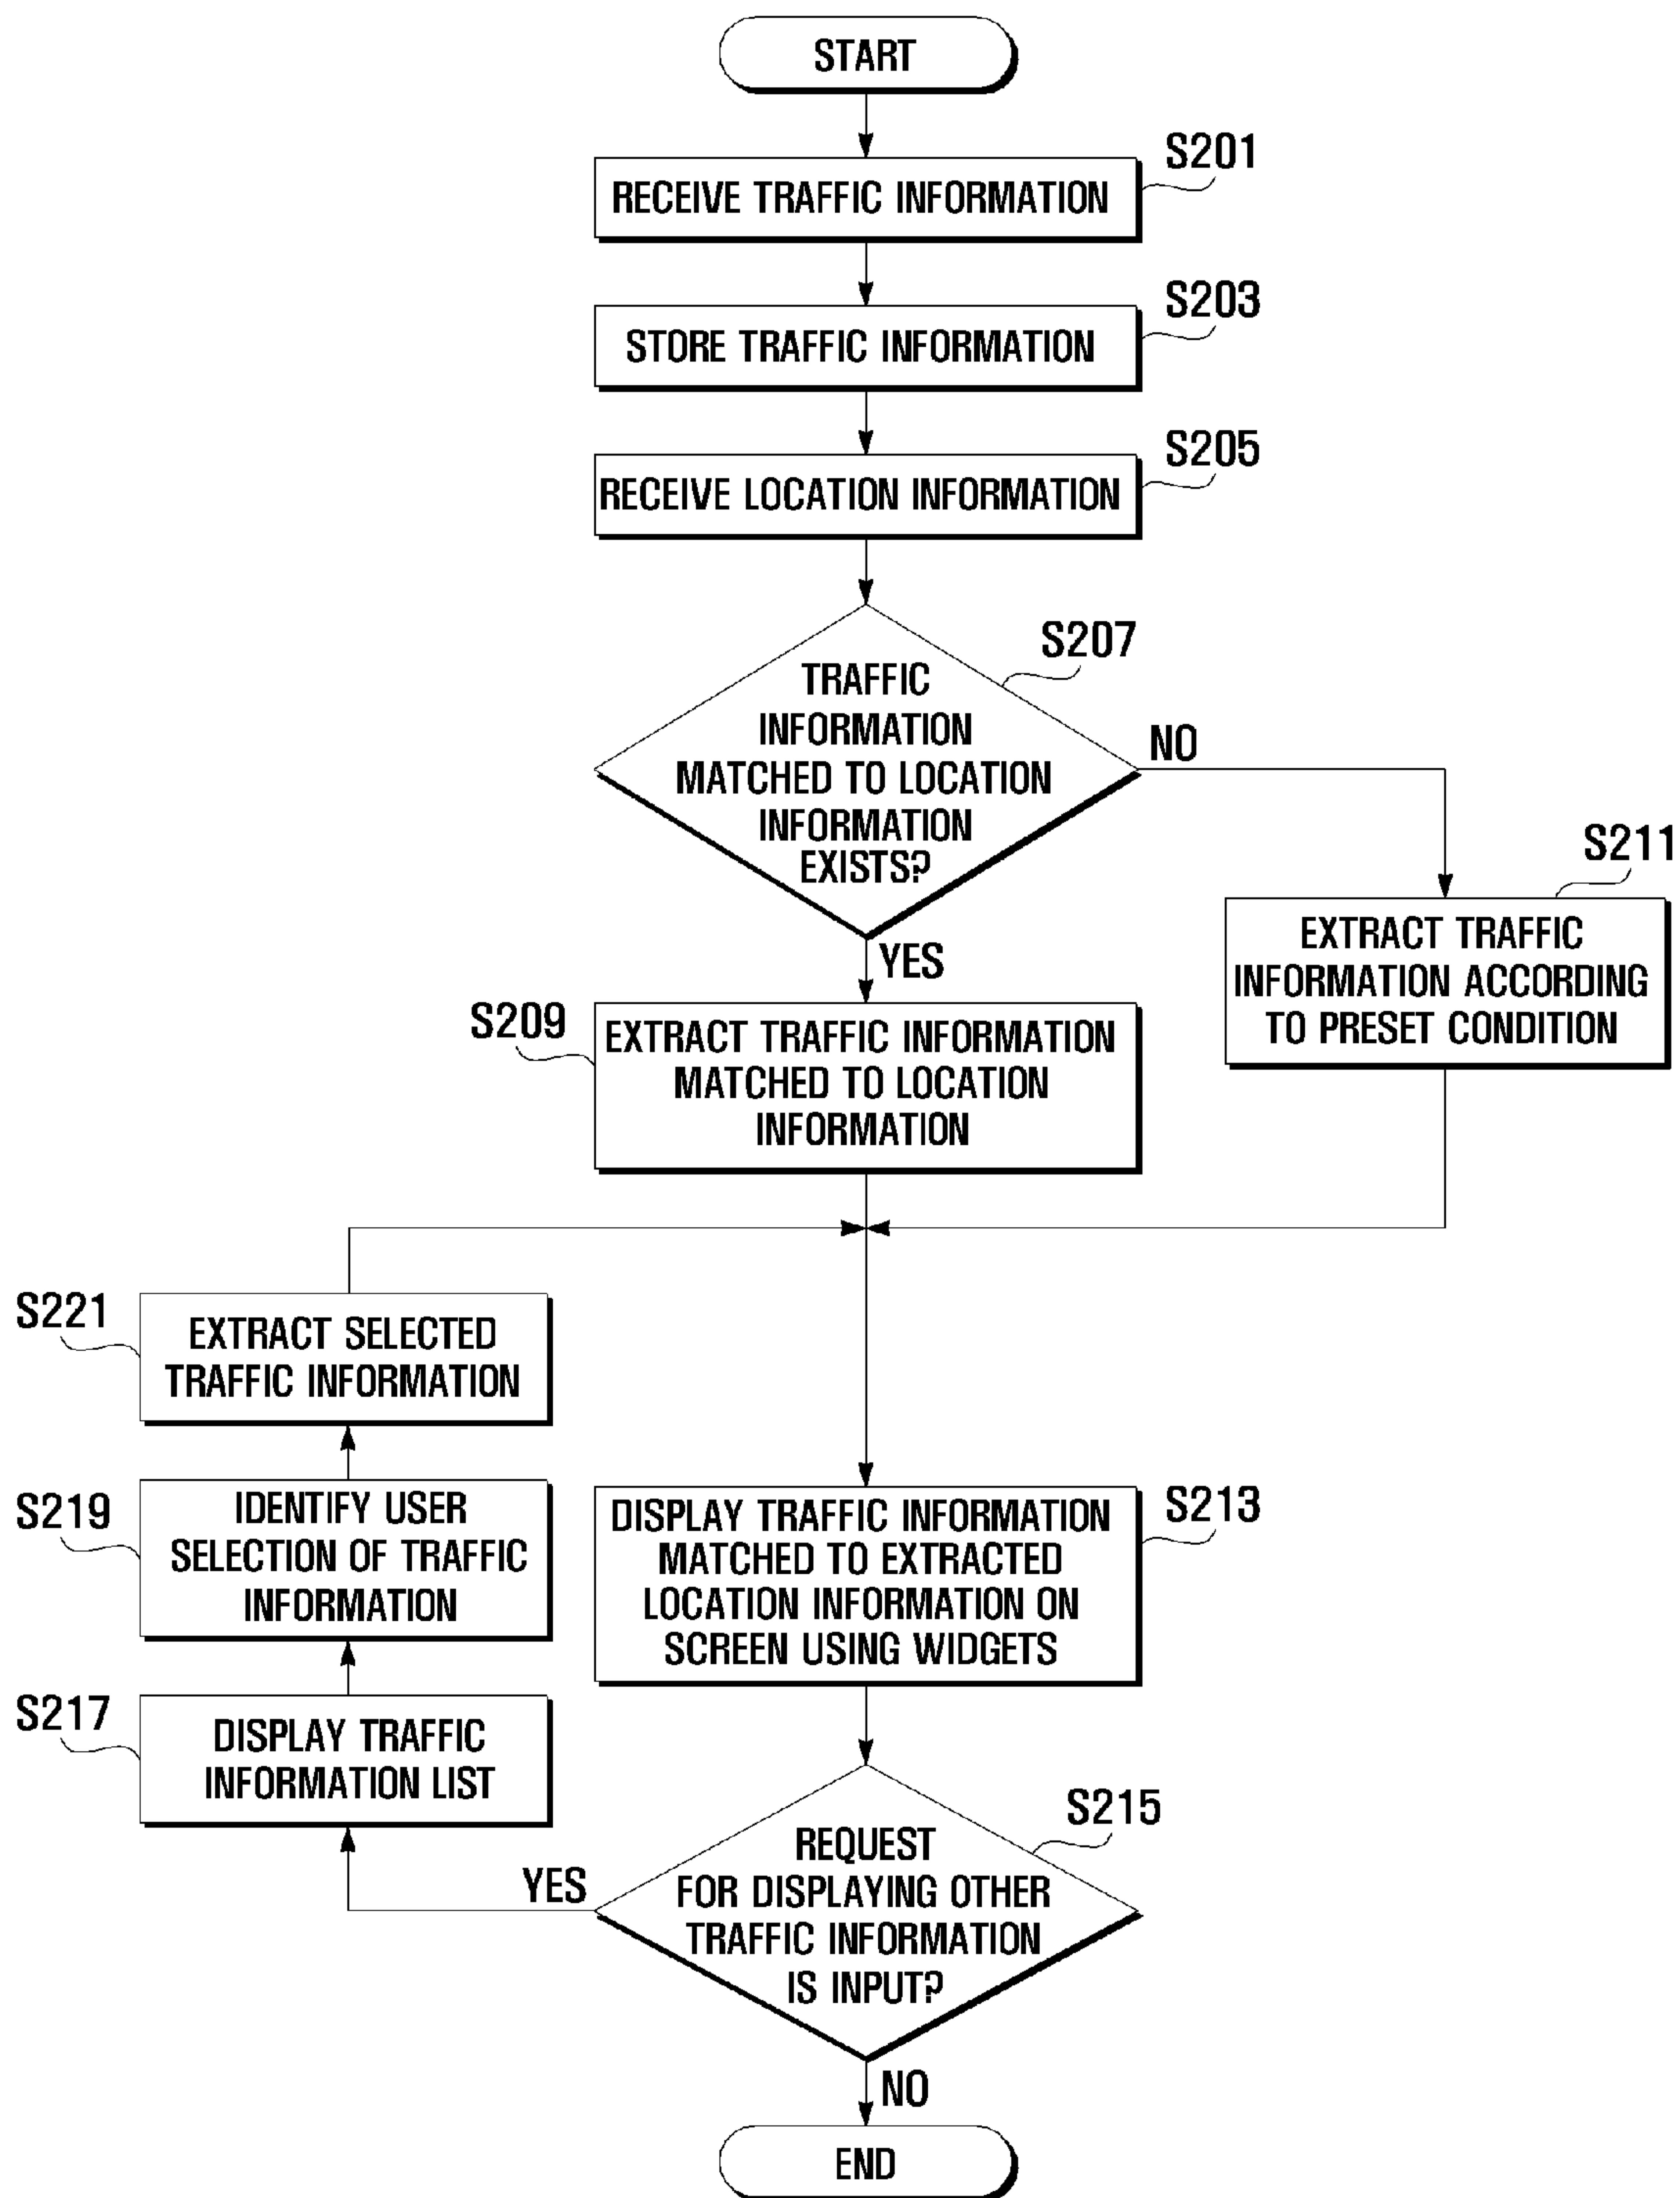 START
S201
RECEIVE TRAFFIC INFORMATION
S203
STORE TRAFFIC INFORMATION
S205
RECEIVE LOCATION INFORMATION
S207
TRAFFIC
INFORMATION
MATCHED TO LOCATION
INFORMATION
EXISTS?
NO
YES
S211
EXTRACT TRAFFIC
INFORMATION ACCORDING
TO PRESET CONDITION
S209
EXTRACT TRAFFIC INFORMATION
MATCHED TO LOCATION
INFORMATION
S221
EXTRACT SELECTED
TRAFFIC INFORMATION
S219
IDENTIFY USER
SELECTION OF TRAFFIC
INFORMATION
S213
DISPLAY TRAFFIC INFORMATION
MATCHED TO EXTRACTED
LOCATION INFORMATION ON
SCREEN USING WIDGETS
S217
DISPLAY TRAFFIC
INFORMATION LIST
S215
REQUEST
FOR DISPLAYING OTHER
TRAFFIC INFORMATION
IS INPUT?
YES
NO
END